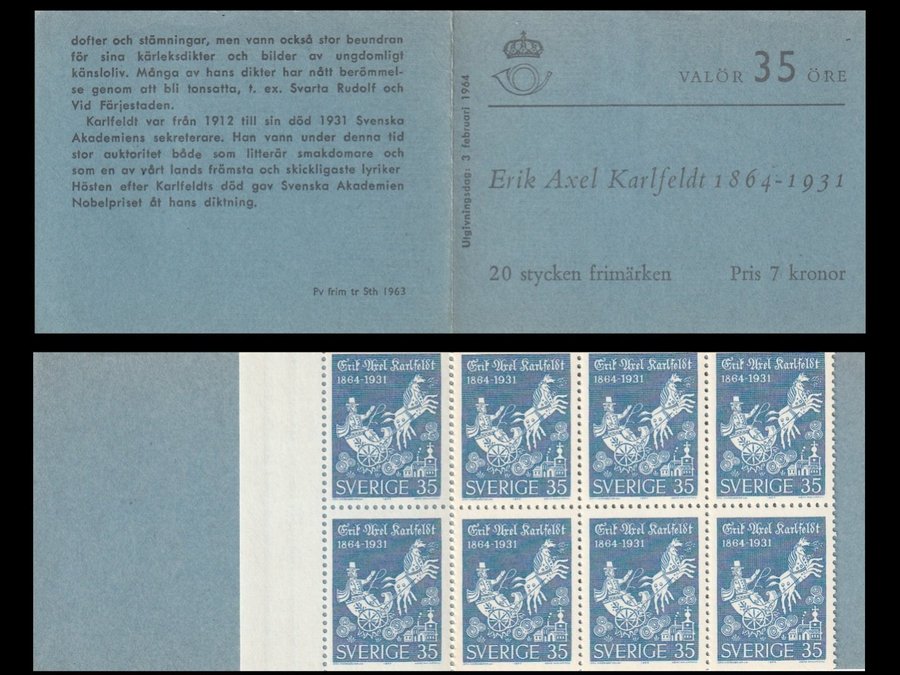 dofter och stämningar, men vann också stor beundran
för sina kärleksdikter och bilder av ungdomligt
känsloliv. Många av hans dikter har nått berömmel-
se genom att bli tonsatta, t. ex. Svarta Rudolf och
Vid Färjestaden.
Karlfeldt var från 1912 till sin död 1931 Svenska
Akademiens sekreterare. Han vann under denna tid
stor auktoritet både som litterär smakdomare och
som en av vårt lands främsta och skickligaste lyriker
Hösten efter Karlfeldts död gav Svenska Akademien
Nobelpriset åt hans diktning.
Pv frim tr Sth 1963
Utgivningsdag: 3 februari 1964
VALÖR 35 ÖRE
Erik Axel Karlfeldt 1864-1931
20 stycken frimärken Pris 7 kronor
Erik Axel Karlfeldt Erik Axel Karlfeldt Erik Axel Karlfeldt Erik Axel Karlfeldt
1864-1931 1864-1931 1864-1931 1864-1931
SVERIGE 35 SVERIGE 35 SVERIGE 35 SVERIGE 35
Erik Axel Karlfeldt Erik Axel Karlfeldt Erik Axel Karlfeldt Erik Axel Karlfeldt
1864-1931 1864-1931 1864-1931 1864-1931
SVERIGE 35 SVERIGE 35 SVERIGE 35 SVERIGE 35